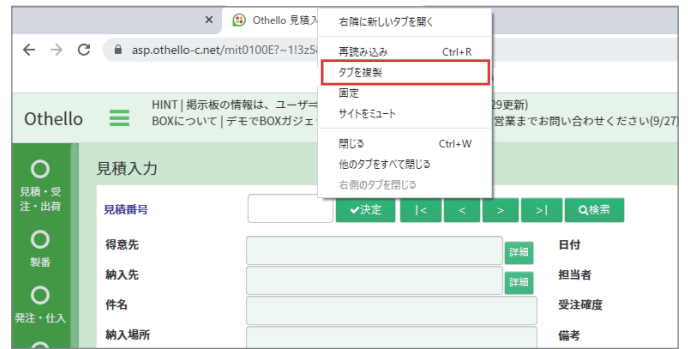 × Othello 見積入
右隣に新しいタブを開く
再読み込み Ctrl+R
タブを複製
固定
サイトをミュート
閉じる Ctrl+W
他のタブをすべて閉じる
右側のタブを閉じる
asp.othello-c.net/mit0100E?~1!3z5
Othello
HINT | 掲示板の情報は、ユーザー 29更新)
BOXについて | デモでBOXガジェ 営業までお問い合わせください(9/27
見積・受
注・出荷
製番
発注・仕入
見積入力
見積番号 決定 |< < > >| 検索
得意先 詳細 日付
納入先 詳細 担当者
件名 受注確度
納入場所 備考